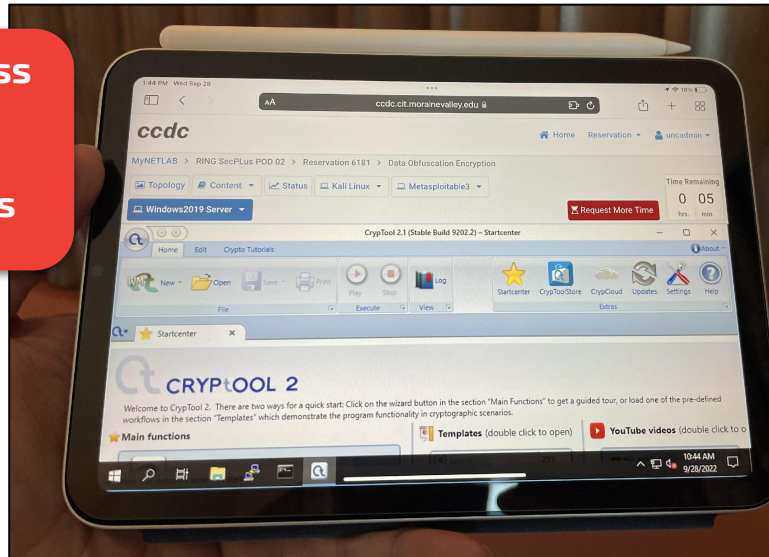 ss
s
1:44 PM Wed Sep 28
18%
AA
ccdc.cit.morainevalley.edu
ccdc
Home Reservation uncadmin
MyNETLAB > RING SecPLus POD 02 > Reservation 6181 > Data Obfuscation Encryption
Topology Content Status Kali Linux Metasploitable3
Time Remaining
0 05
hrs. min.
Windows2019 Server
Request More Time
CrypTool 2.1 (Stable Build 9202.2) – Startcenter
Home Edit Crypto Tutorials
About
New Open Save Print Play Stop Log Startcenter CrypToolStore CrypCloud Updates Settings Help
File Execute View Extras
Startcenter
CRYPTOOL 2
Welcome to CrypTool 2. There are two ways for a quick start: Click on the wizard button in the section "Main Functions" to get a guided tour, or load one of the pre-defined
workflows in the section "Templates" which demonstrate the program functionality in cryptographic scenarios.
Main functions
Templates (double click to open)
YouTube videos (double click to o
10:44 AM
9/28/2022